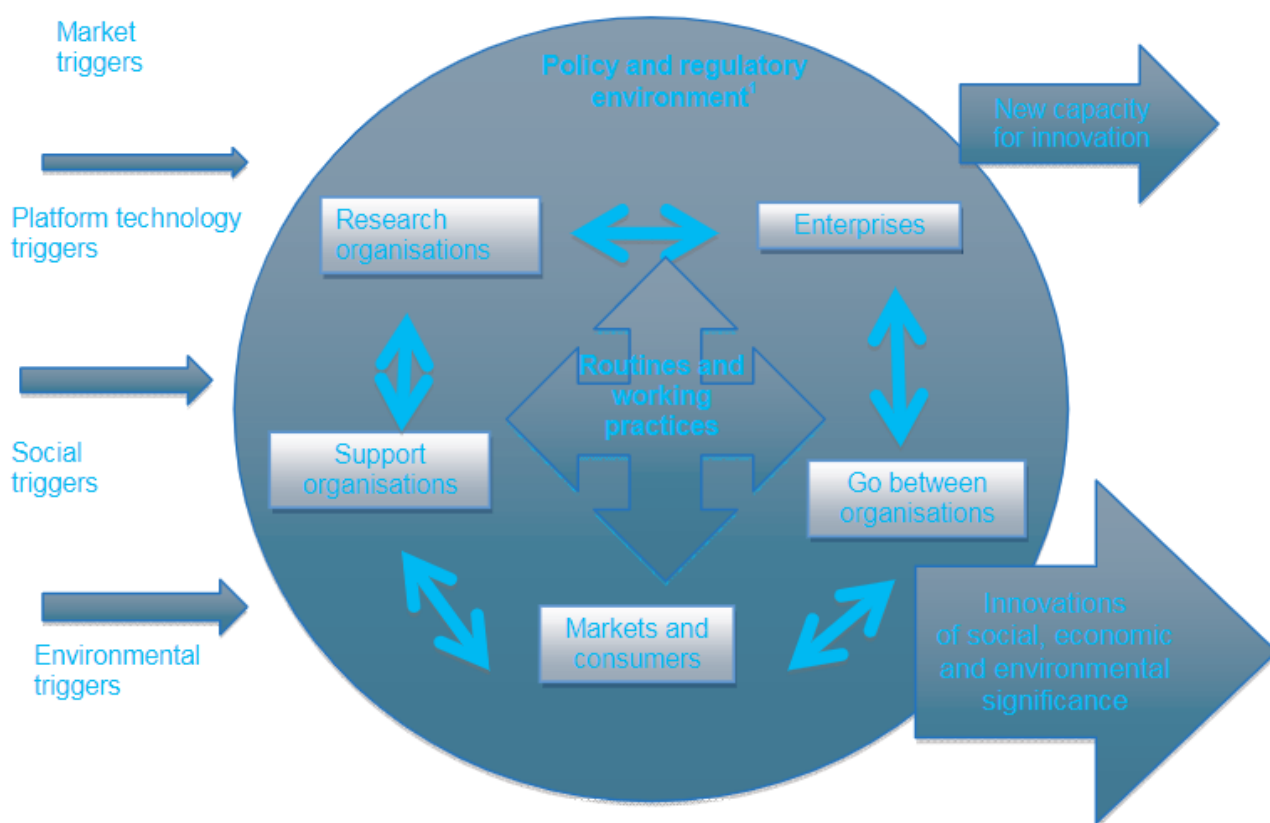 Market
triggers
Policy and regulatory
environment¹
New capacity
for innovation
Platform technology
triggers
Research
organisations
Enterprises
Routines and
working
practices
Social
triggers
Support
organisations
Go between
organisations
Environmental
triggers
Markets and
consumers
Innovations
of social, economic
and environmental
significance